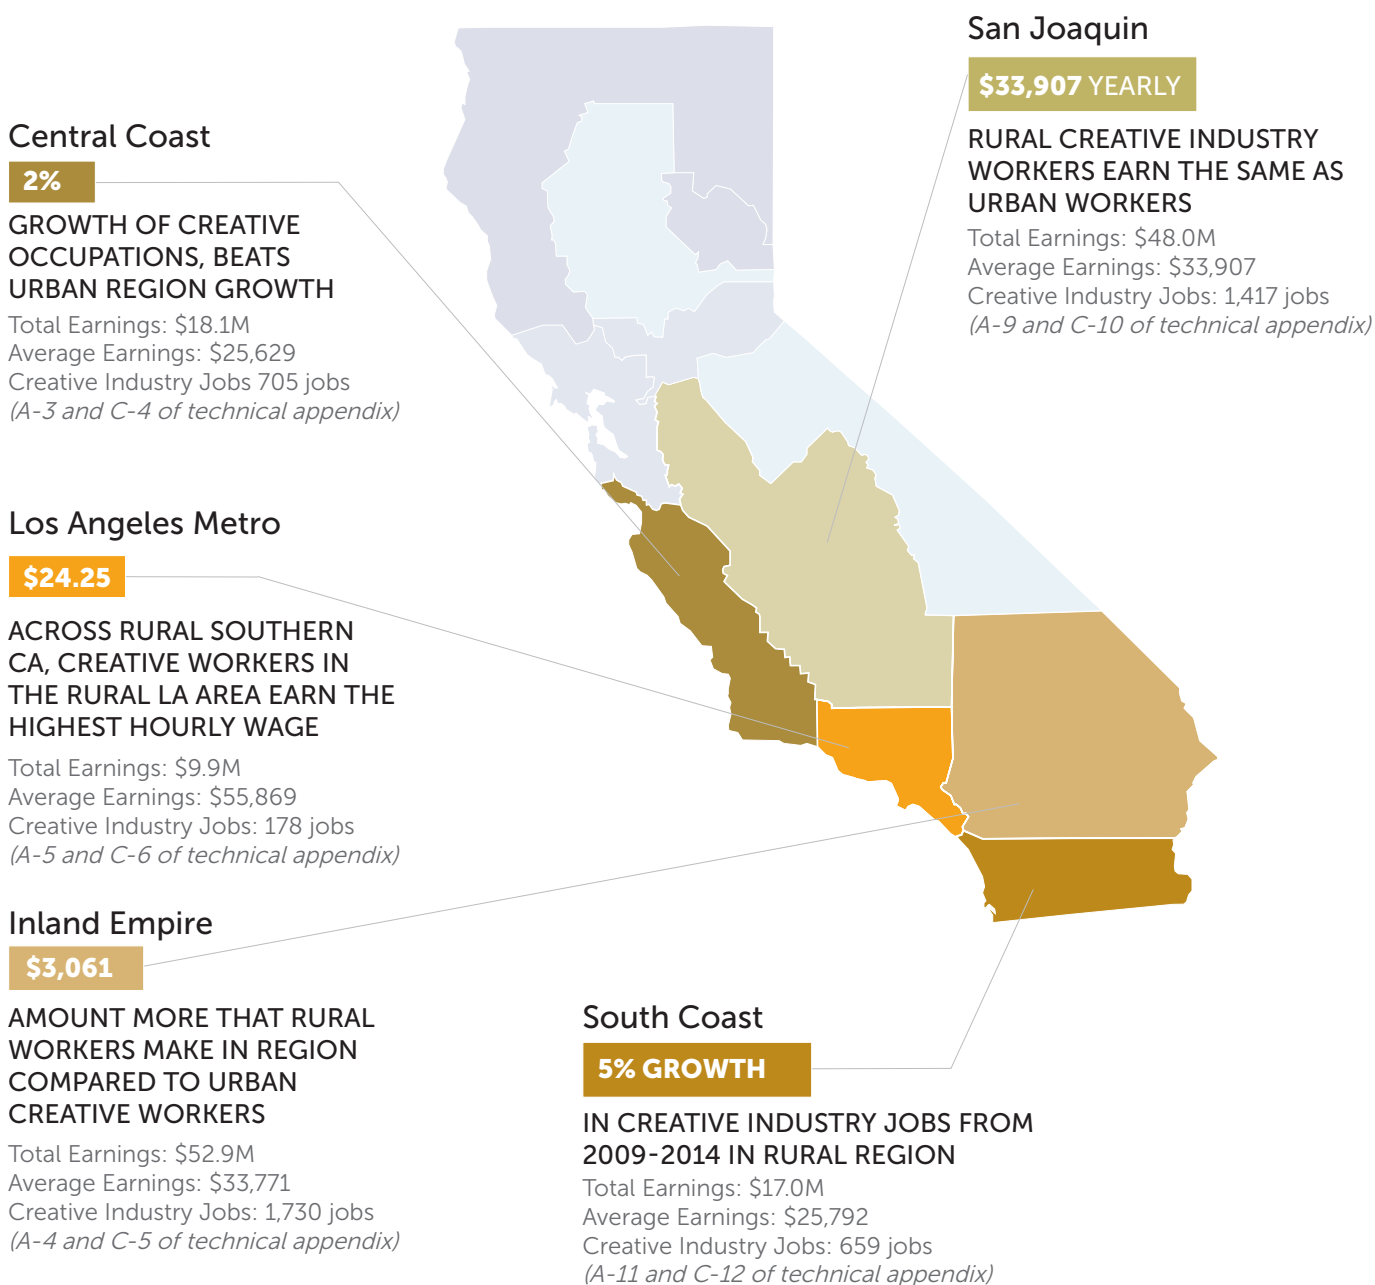 San Joaquin
$33,907 YEARLY
RURAL CREATIVE INDUSTRY
WORKERS EARN THE SAME AS
URBAN WORKERS
Total Earnings: $48.0M
Average Earnings: $33,907
Creative Industry Jobs: 1,417 jobs
(A-9 and C-10 of technical appendix)
Central Coast
2%
GROWTH OF CREATIVE
OCCUPATIONS, BEATS
URBAN REGION GROWTH
Total Earnings: $18.1M
Average Earnings: $25,629
Creative Industry Jobs 705 jobs
(A-3 and C-4 of technical appendix)
Los Angeles Metro
$24.25
ACROSS RURAL SOUTHERN
CA, CREATIVE WORKERS IN
THE RURAL LA AREA EARN THE
HIGHEST HOURLY WAGE
Total Earnings: $9.9M
Average Earnings: $55,869
Creative Industry Jobs: 178 jobs
(A-5 and C-6 of technical appendix)
Inland Empire
$3,061
AMOUNT MORE THAT RURAL
WORKERS MAKE IN REGION
COMPARED TO URBAN
CREATIVE WORKERS
Total Earnings: $52.9M
Average Earnings: $33,771
Creative Industry Jobs: 1,730 jobs
(A-4 and C-5 of technical appendix)
South Coast
5% GROWTH
IN CREATIVE INDUSTRY JOBS FROM
2009-2014 IN RURAL REGION
Total Earnings: $17.0M
Average Earnings: $25,792
Creative Industry Jobs: 659 jobs
(A-11 and C-12 of technical appendix)